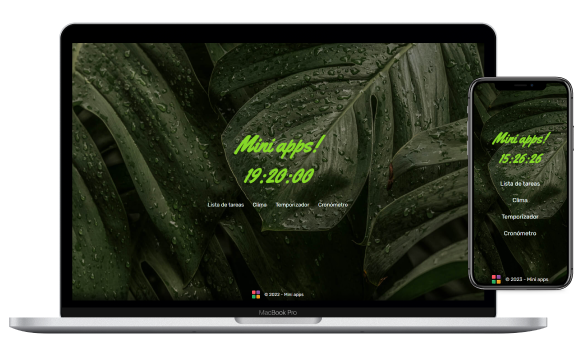 Mini apps!
19:20:00
Lista de tareas Clima Temporizador Cronómetro
© 2022 - Mini apps
MacBook Pro
Mini apps!
15:26:26
Lista de tareas
Clima
Temporizador
Cronómetro
© 2023 - Mini apps